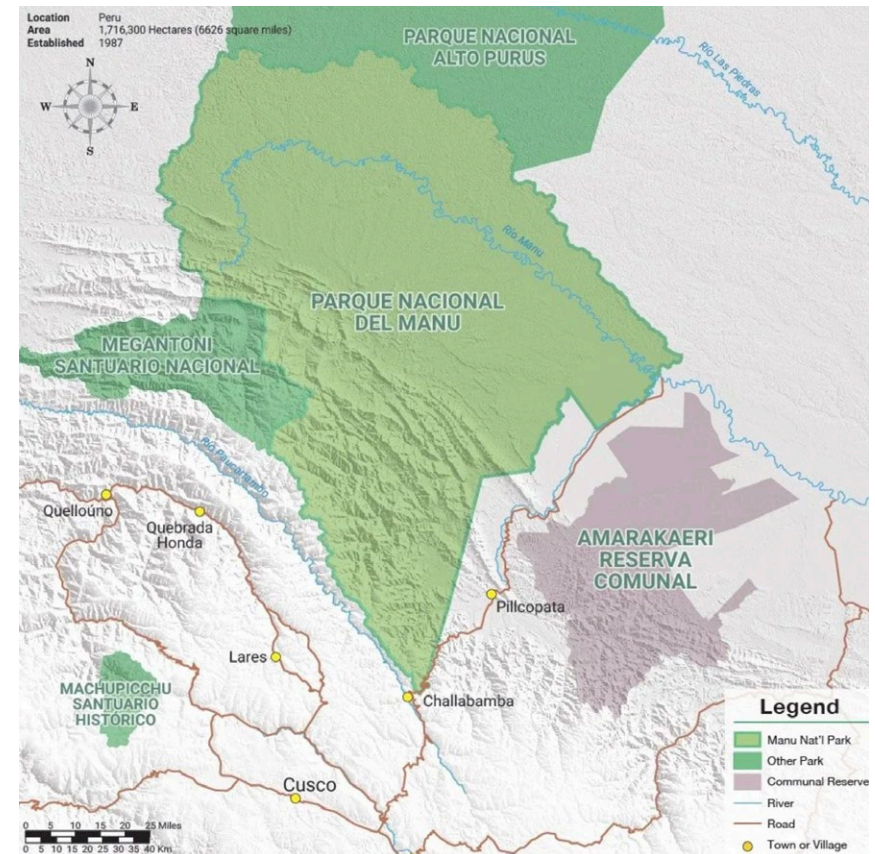 Location Peru
Area 1,716,300 Hectares (6626 square miles)
Established 1987
N
W E
S
PARQUE NACIONAL
ALTO PURUS
Río Las Piedras
Río Manu
PARQUE NACIONAL
DEL MANU
MEGANTONI
SANTUARIO NACIONAL
Río Paucartambo
Quelloúno
Quebrada
Honda
AMARAKAERI
RESERVA
COMUNAL
Pillcopata
Lares
MACHUPICCHU
SANTUARIO
HISTÓRICO
Challabamba
Cusco
Legend
Manu Nat'l Park
Other Park
Communal Reserve
River
Road
Town or Village
0 5 10 15 20 25 Miles
0 5 10 15 20 25 30 35 40 Km